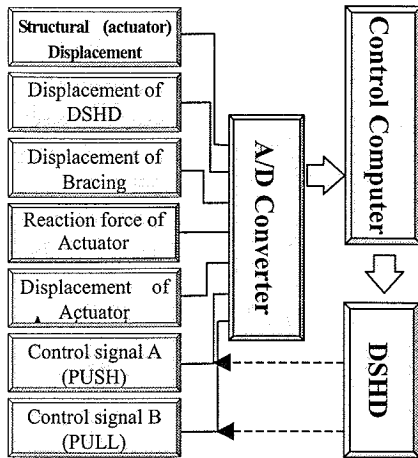 Structural (actuator)
Displacement
Displacement of
DSHD
Displacement of
Bracing
Reaction force of
Actuator
Displacement of
Actuator
Control signal A
(PUSH)
Control signal B
(PULL)
A/D Converter
Control Computer
DSHD